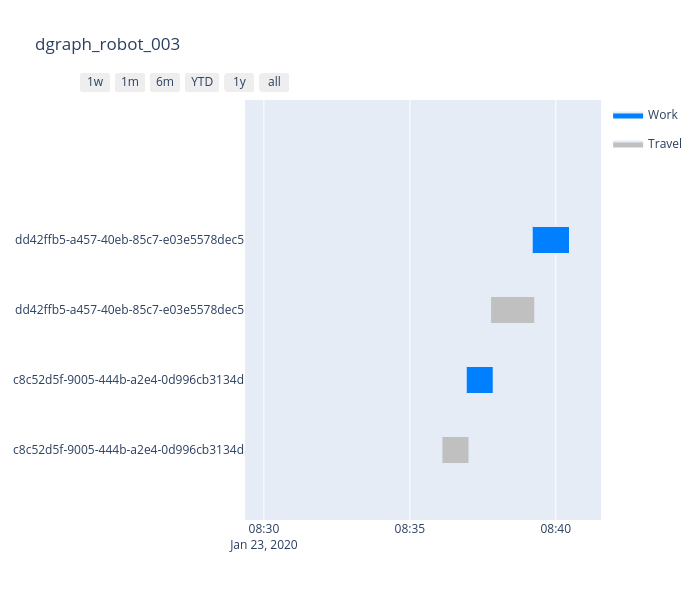 dgraph_robot_003
1w 1m 6m YTD 1y all
Work
Travel
dd42ffb5-a457-40eb-85c7-e03e5578dec5
dd42ffb5-a457-40eb-85c7-e03e5578dec5
c8c52d5f-9005-444b-a2e4-0d996cb3134d
c8c52d5f-9005-444b-a2e4-0d996cb3134d
08:30 08:35 08:40
Jan 23, 2020